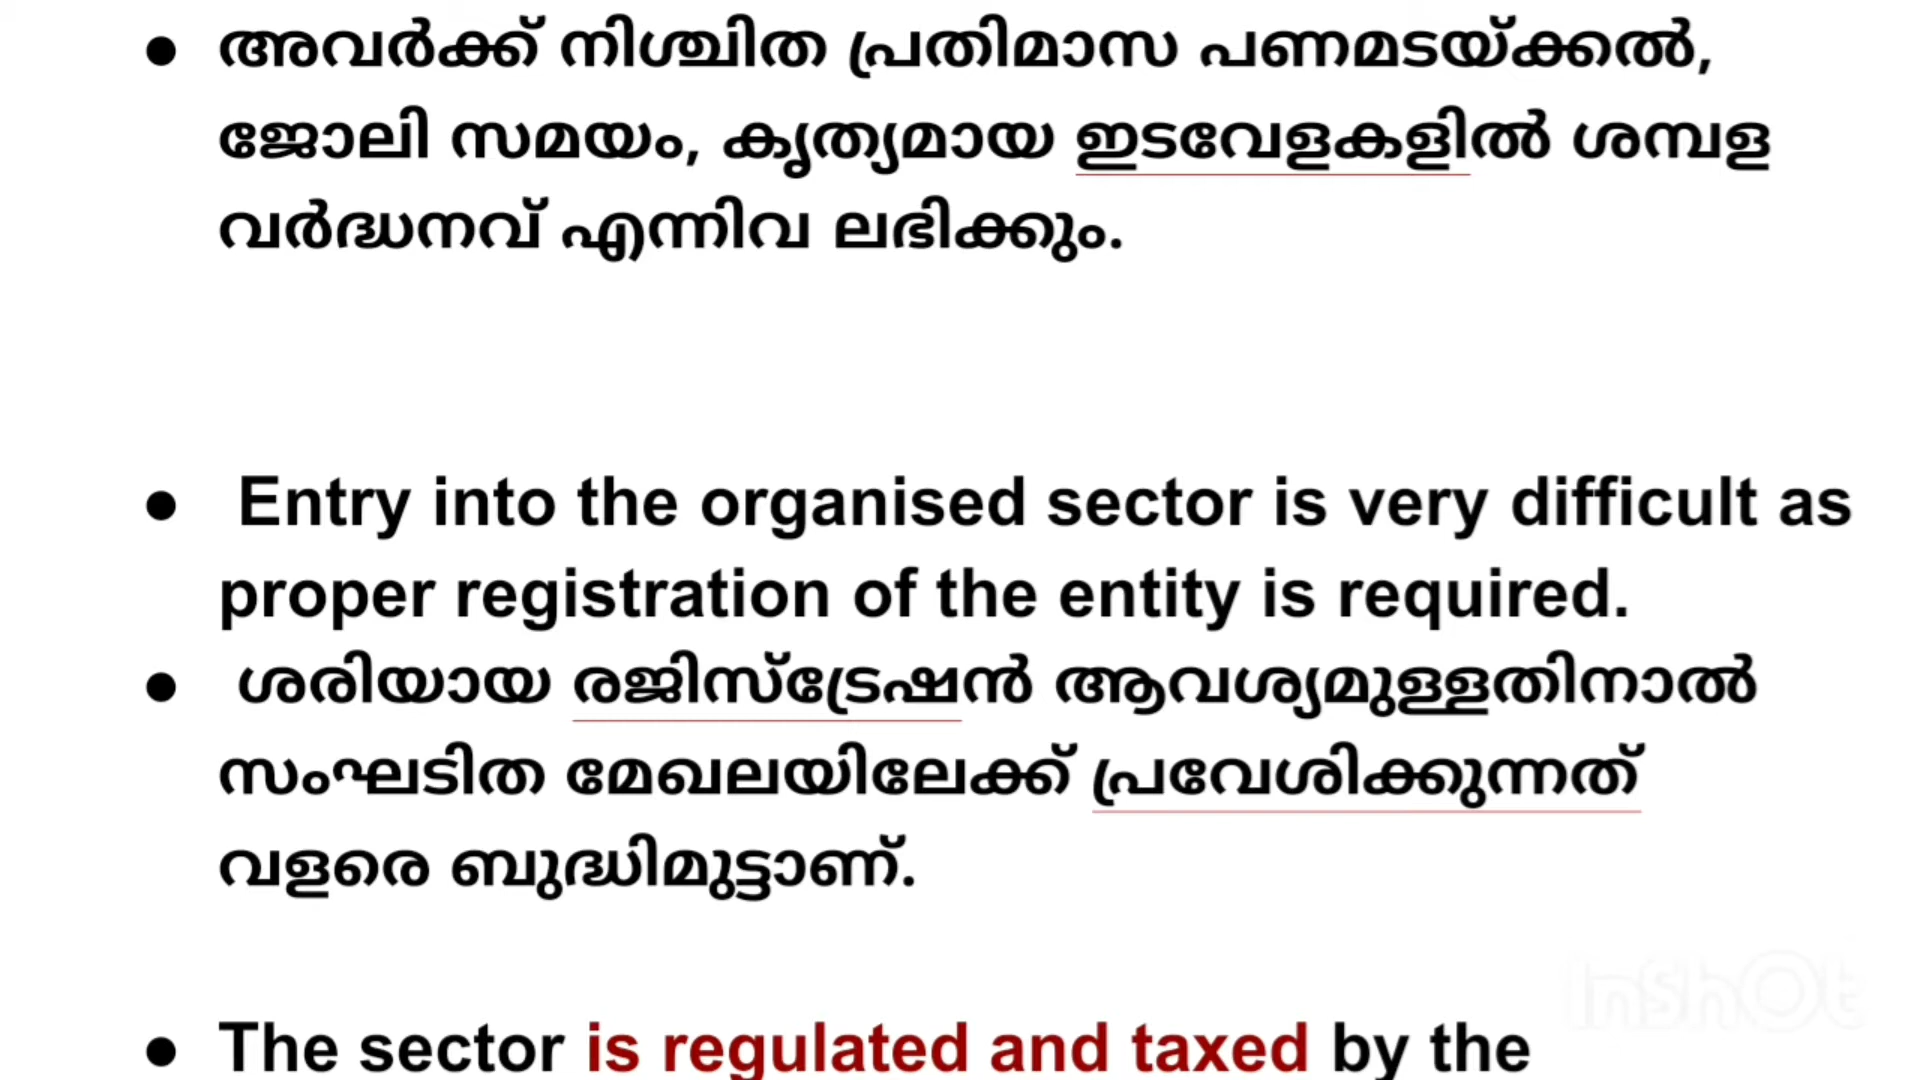 ● അവർക്ക് നിശ്ചിത പ്രതിമാസ പണമടയ്ക്കൽ,
ജോലി സമയം, കൃത്യമായ ഇടവേളകളിൽ ശമ്പള
വർദ്ധനവ് എന്നിവ ലഭിക്കും.
● Entry into the organised sector is very difficult as
proper registration of the entity is required.
● ശരിയായ രജിസ്ട്രേഷൻ ആവശ്യമുള്ളതിനാൽ
സംഘടിത മേഖലയിലേക്ക് പ്രവേശിക്കുന്നത്
വളരെ ബുദ്ധിമുട്ടാണ്.
InShOt
● The sector is regulated and taxed by the